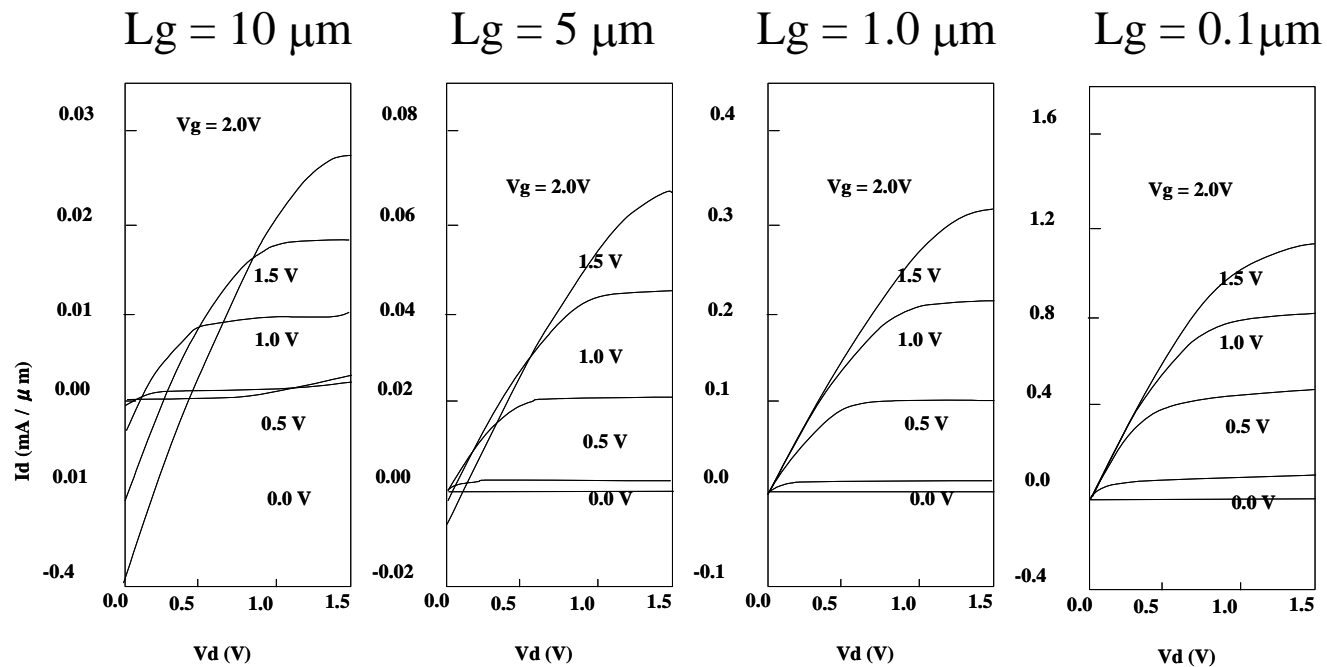 Lg = 10 μm
Lg = 5 μm
Lg = 1.0 μm
Lg = 0.1μm
Id (mA / μ m)
0.03
0.02
0.01
0.00
0.01
-0.4
Vg = 2.0V
1.5 V
1.0 V
0.5 V
0.0 V
0.0 0.5 1.0 1.5
Vd (V)
0.08
0.06
0.04
0.02
0.00
-0.02
Vg = 2.0V
1.5 V
1.0 V
0.5 V
0.0 V
0.0 0.5 1.0 1.5
Vd (V)
0.4
0.3
0.2
0.1
0.0
-0.1
Vg = 2.0V
1.5 V
1.0 V
0.5 V
0.0 V
0.0 0.5 1.0 1.5
Vd (V)
1.6
1.2
0.8
0.4
0.0
-0.4
Vg = 2.0V
1.5 V
1.0 V
0.5 V
0.0 V
0.0 0.5 1.0 1.5
Vd (V)